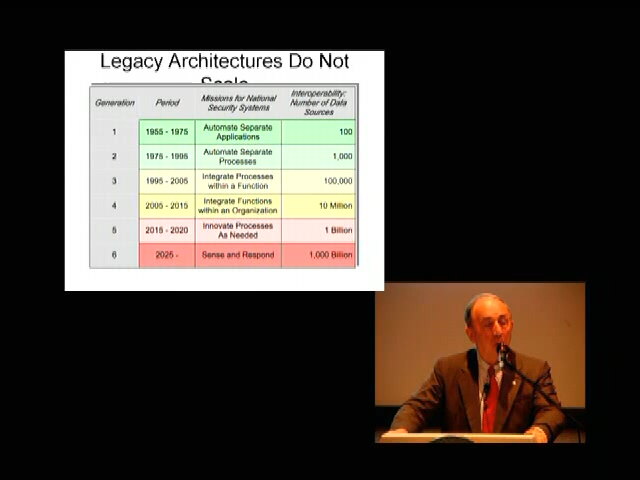 Legacy Architectures Do Not
Scale
Generation Period Missions for National Security Systems Interoperability: Number of Data Sources
1 1955 - 1975 Automate Separate Applications 100
2 1975 - 1995 Automate Separate Processes 1,000
3 1995 - 2005 Integrate Processes within a Function 100,000
4 2005 - 2015 Integrate Functions within an Organization 10 Million
5 2015 - 2020 Innovate Processes As Needed 1 Billion
6 2025 - Sense and Respond 1,000 Billion